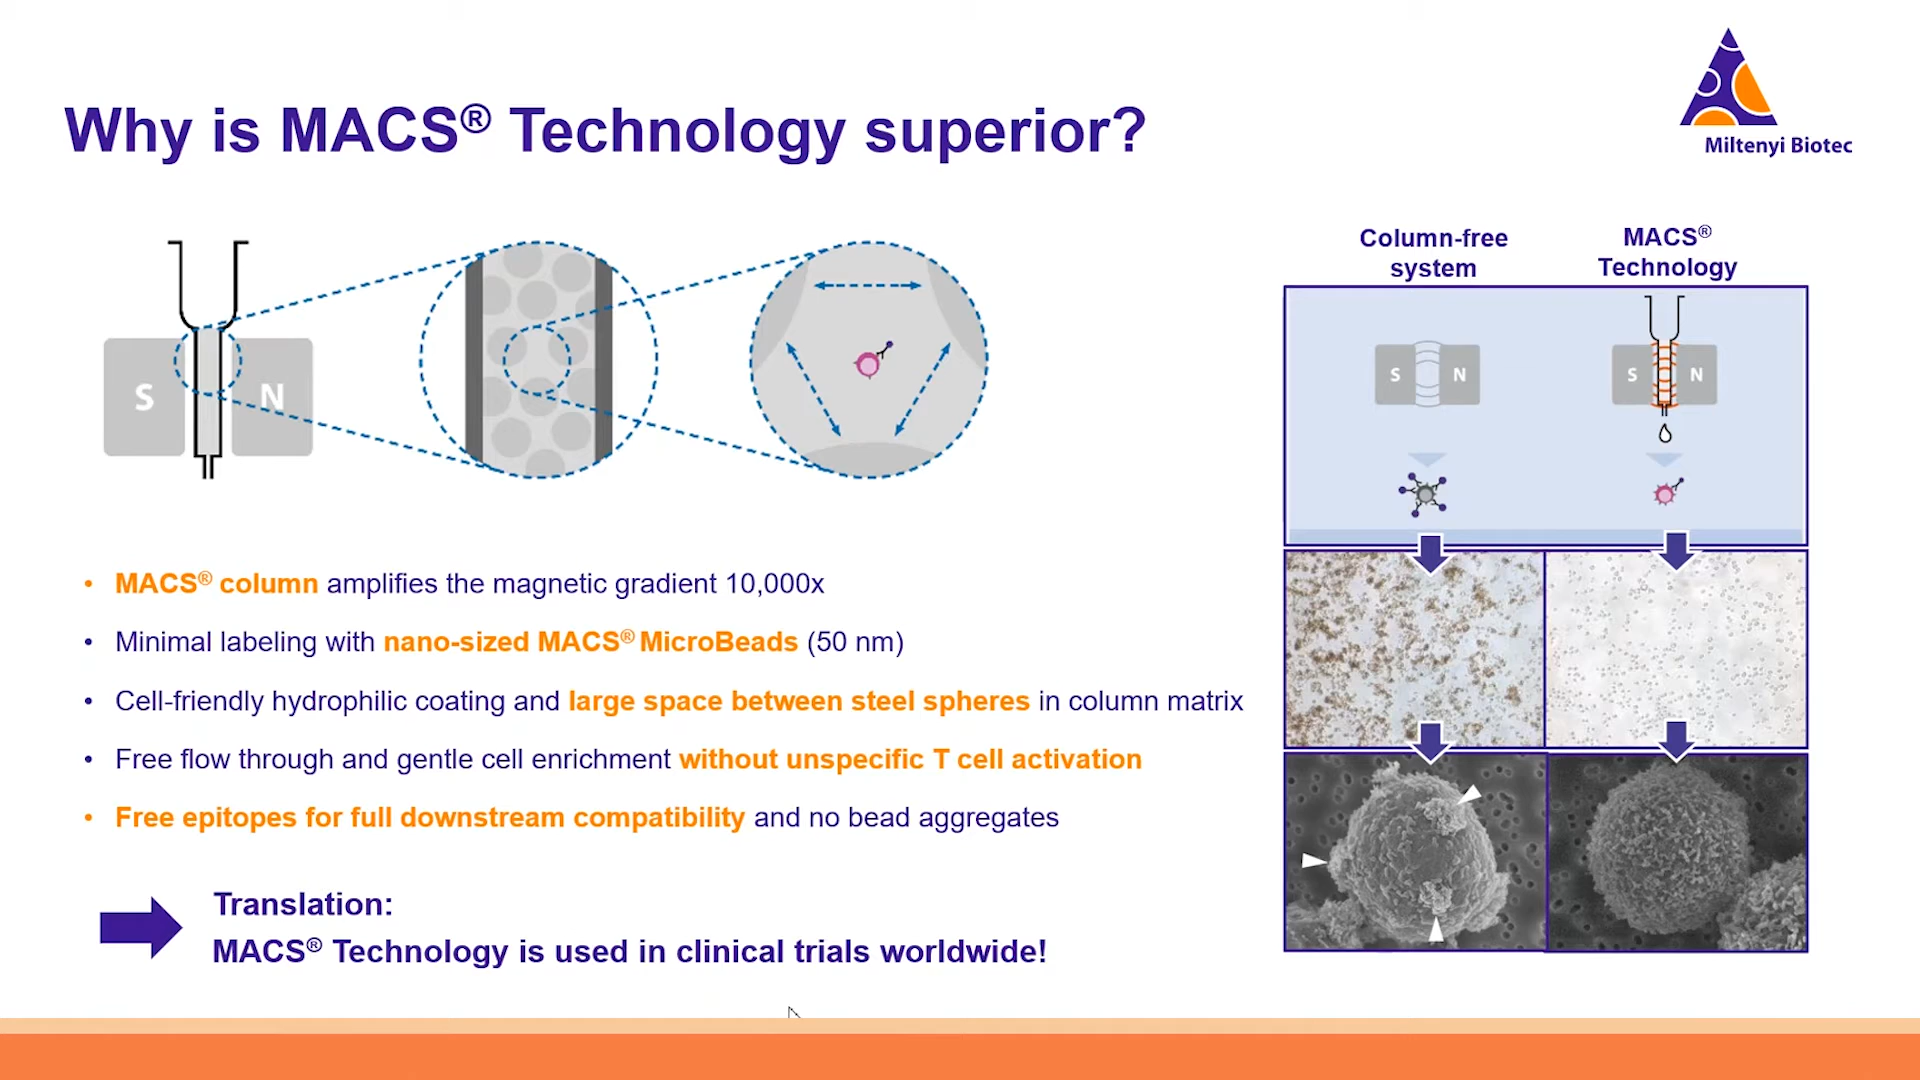 Why is MACS® Technology superior?
Miltenyi Biotec
S N
Column-free system
MACS® Technology
S N
S N
• MACS® column amplifies the magnetic gradient 10,000x
• Minimal labeling with nano-sized MACS® MicroBeads (50 nm)
• Cell-friendly hydrophilic coating and large space between steel spheres in column matrix
• Free flow through and gentle cell enrichment without unspecific T cell activation
• Free epitopes for full downstream compatibility and no bead aggregates
Translation:
MACS® Technology is used in clinical trials worldwide!